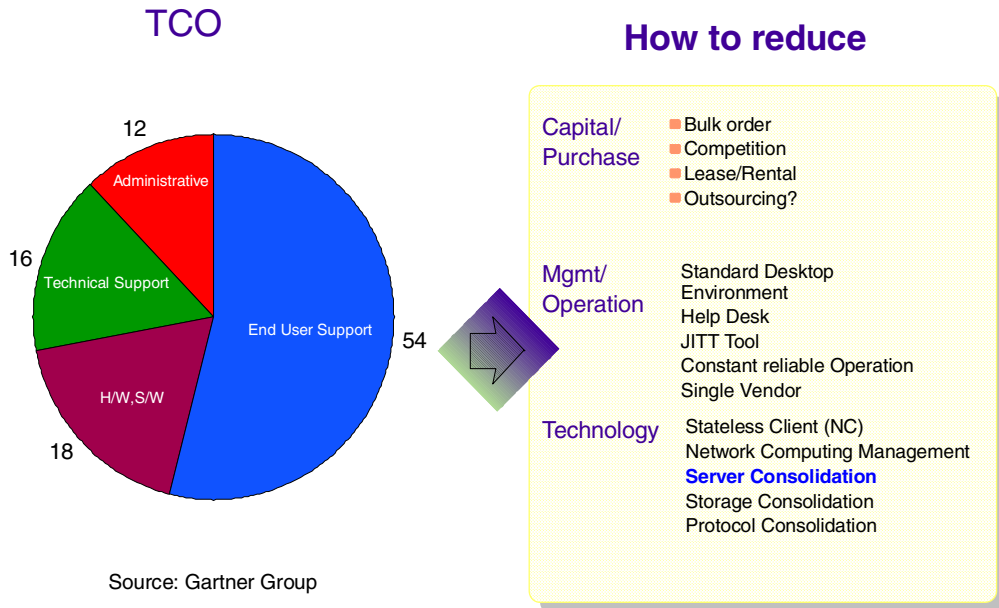 TCO
12
Administrative
16
Technical Support
End User Support
54
H/W,S/W
18
Source: Gartner Group
How to reduce
Capital/
Purchase
Bulk order
Competition
Lease/Rental
Outsourcing?
Mgmt/
Operation
Standard Desktop
Environment
Help Desk
JITT Tool
Constant reliable Operation
Single Vendor
Technology
Stateless Client (NC)
Network Computing Management
Server Consolidation
Storage Consolidation
Protocol Consolidation